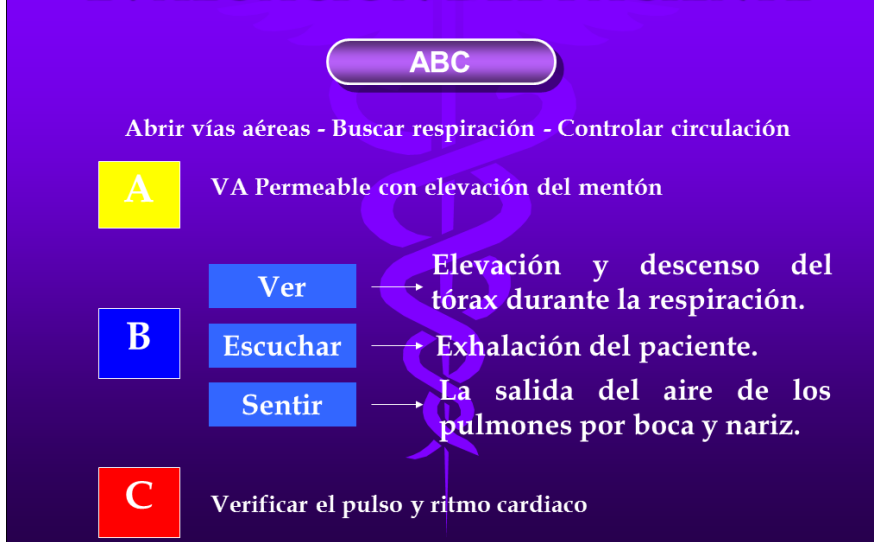 ABC
Abrir vías aéreas - Buscar respiración - Controlar circulación
A
VA Permeable con elevación del mentón
Ver
Elevación y descenso del
tórax durante la respiración.
B
Escuchar
Exhalación del paciente.
Sentir
La salida del aire de los
pulmones por boca y nariz.
C
Verificar el pulso y ritmo cardiaco